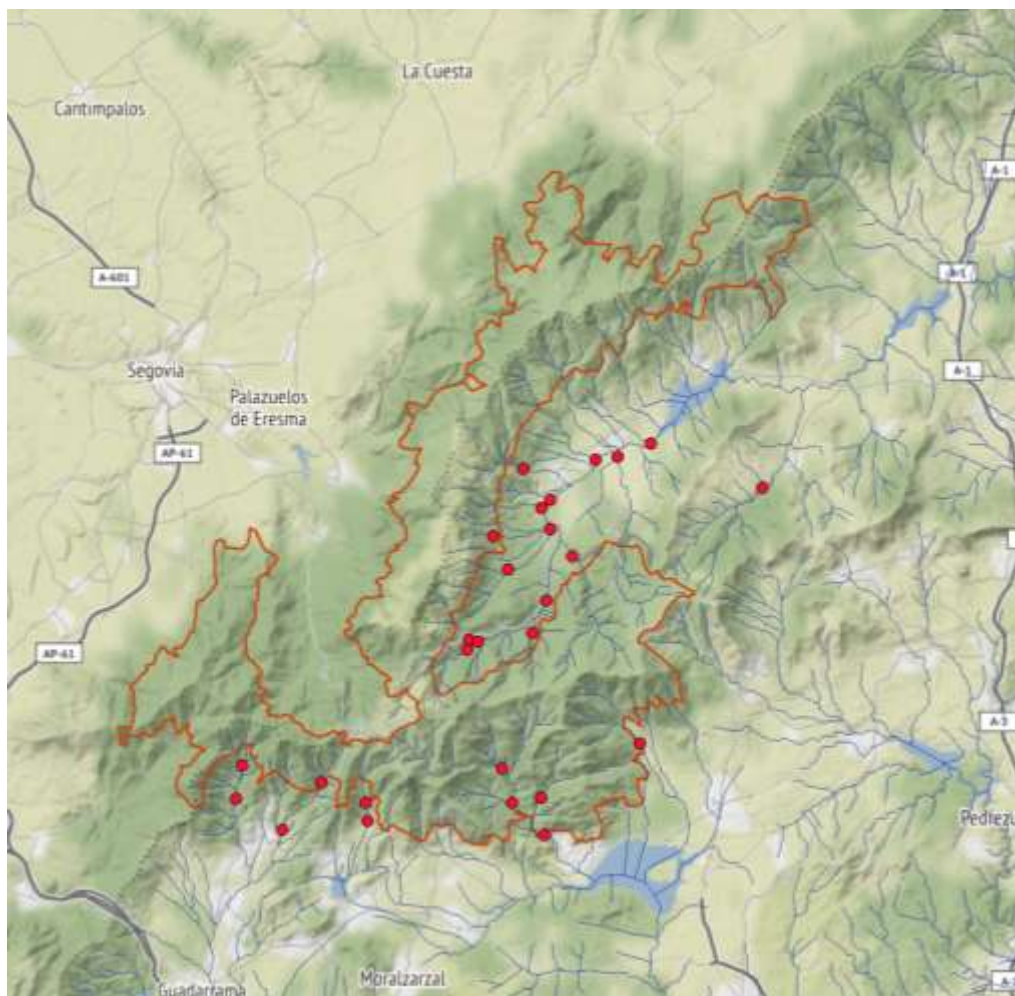 La Cuesta
Cantimpalos
A-1
A-601
A-1
Segovia
A-1
Palazuelos
de Eresma
AP-61
AP-61
A-1
Pedrezu
Moralzarzal
Guadarrama